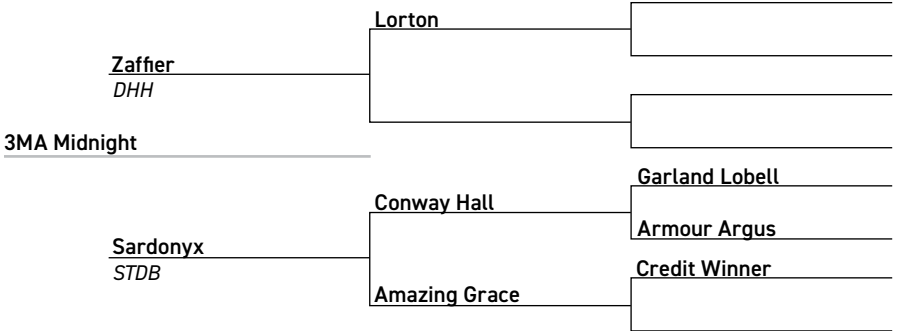 Lorton
Zaffier
DHH
3MA Midnight
Garland Lobell
Conway Hall
Armour Argus
Sardonyx
STDB
Credit Winner
Amazing Grace